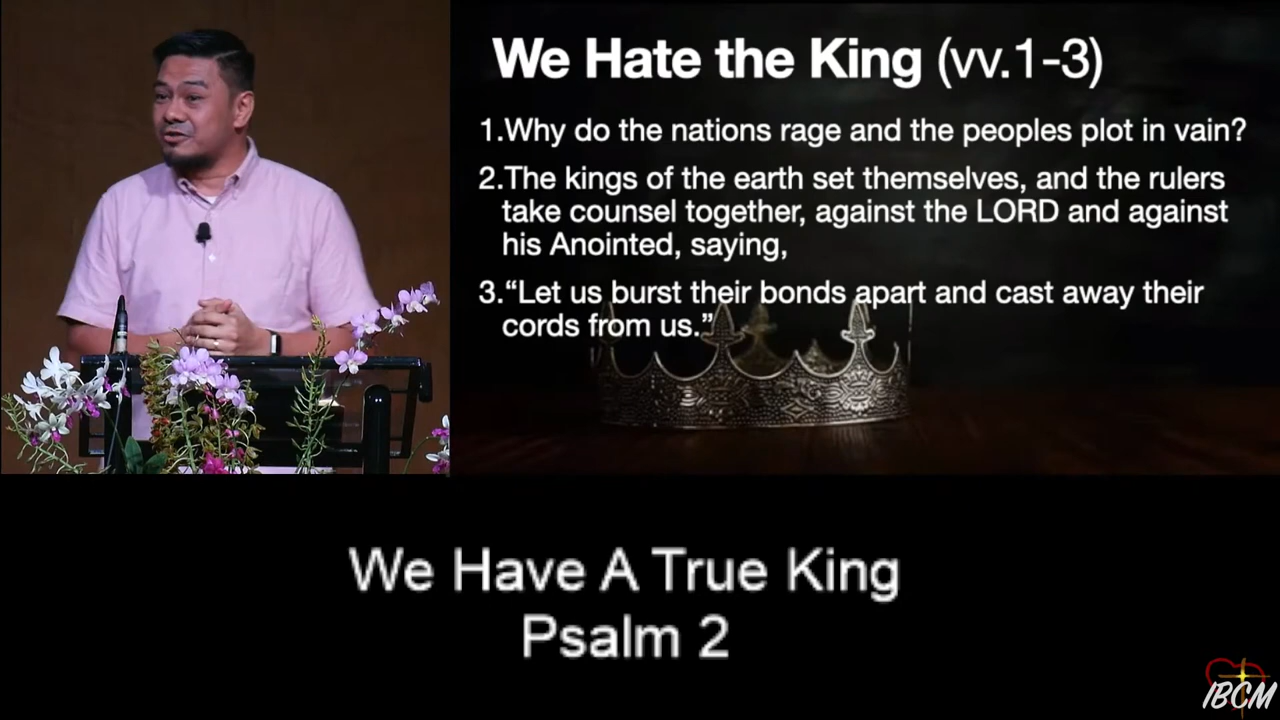 We Hate the King (vv.1-3)
1.Why do the nations rage and the peoples plot in vain?
2.The kings of the earth set themselves, and the rulers
take counsel together, against the LORD and against
his Anointed, saying,
3.“Let us burst their bonds apart and cast away their
cords from us.”
We Have A True King
Psalm 2
IBCM